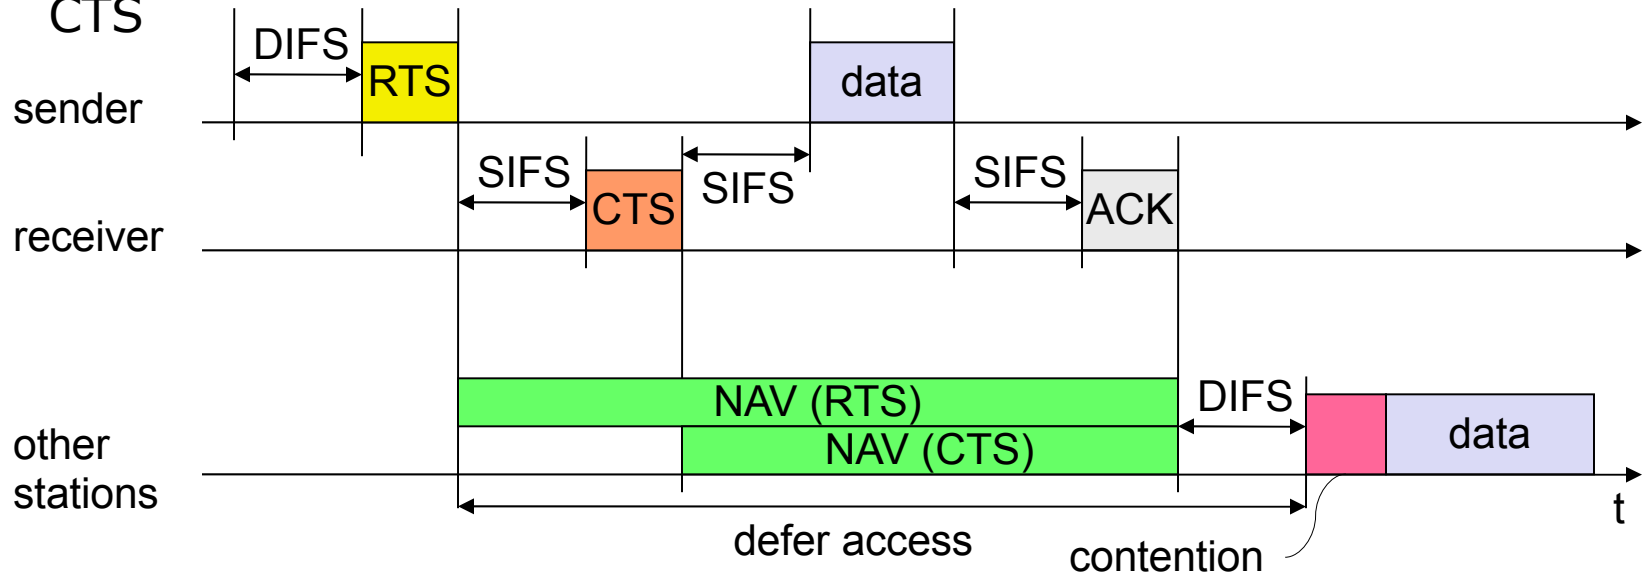 CTS
DIFS
RTS
data
sender
SIFS
CTS
SIFS
SIFS
ACK
receiver
NAV (RTS)
DIFS
NAV (CTS)
data
other
stations
t
defer access
contention